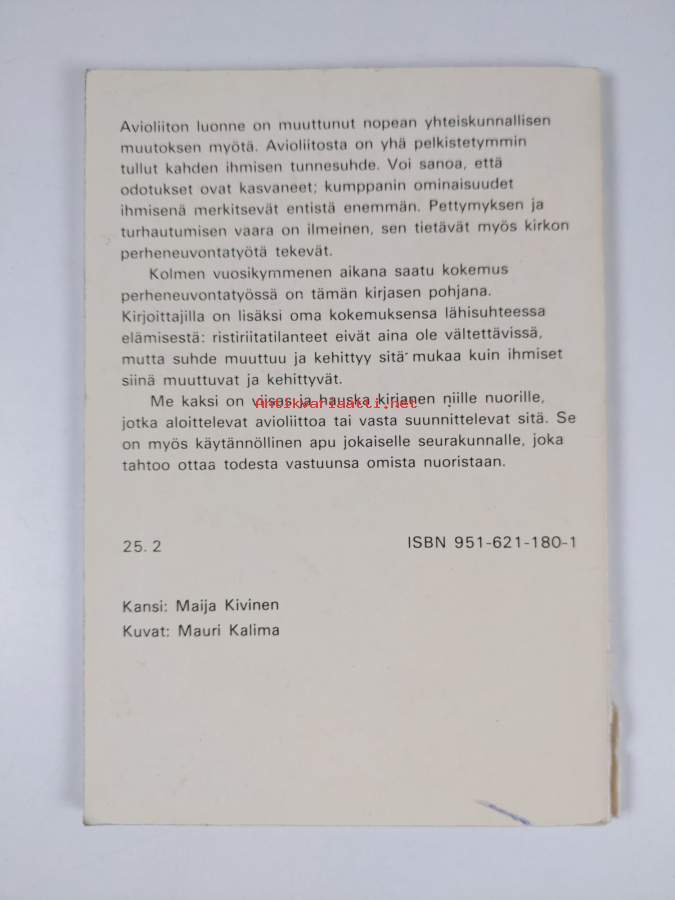 Avioliiton luonne on muuttunut nopean yhteiskunnallisen
muutoksen myötä. Avioliitosta on yhä pelkistetymmin
tullut kahden ihmisen tunnesuhde. Voi sanoa, että
odotukset ovat kasvaneet; kumppanin ominaisuudet
ihmisenä merkitsevät entistä enemmän. Pettymyksen ja
turhautumisen vaara on ilmeinen, sen tietävät myös kirkon
perheneuvontatyötä tekevät.
Kolmen vuosikymmenen aikana saatu kokemus
perheneuvontatyössä on tämän kirjasen pohjana.
Kirjoittajilla on lisäksi oma kokemuksensa lähisuhteessa
elämisestä: ristiriitatilanteet eivät aina ole vältettävissä,
mutta suhde muuttuu ja kehittyy sitä mukaa kuin ihmiset
siinä muuttuvat ja kehittyvät.
Me kaksi on viisas ja hauska kirjanen niille nuorille,
Antikvariaatti.net
jotka aloittelevat avioliittoa tai vasta suunnittelevat sitä. Se
on myös käytännöllinen apu jokaiselle seurakunnalle, joka
tahtoo ottaa todesta vastuunsa omista nuoristaan.
25. 2
ISBN 951-621-180-1
Kansi: Maija Kivinen
Kuvat: Mauri Kalima